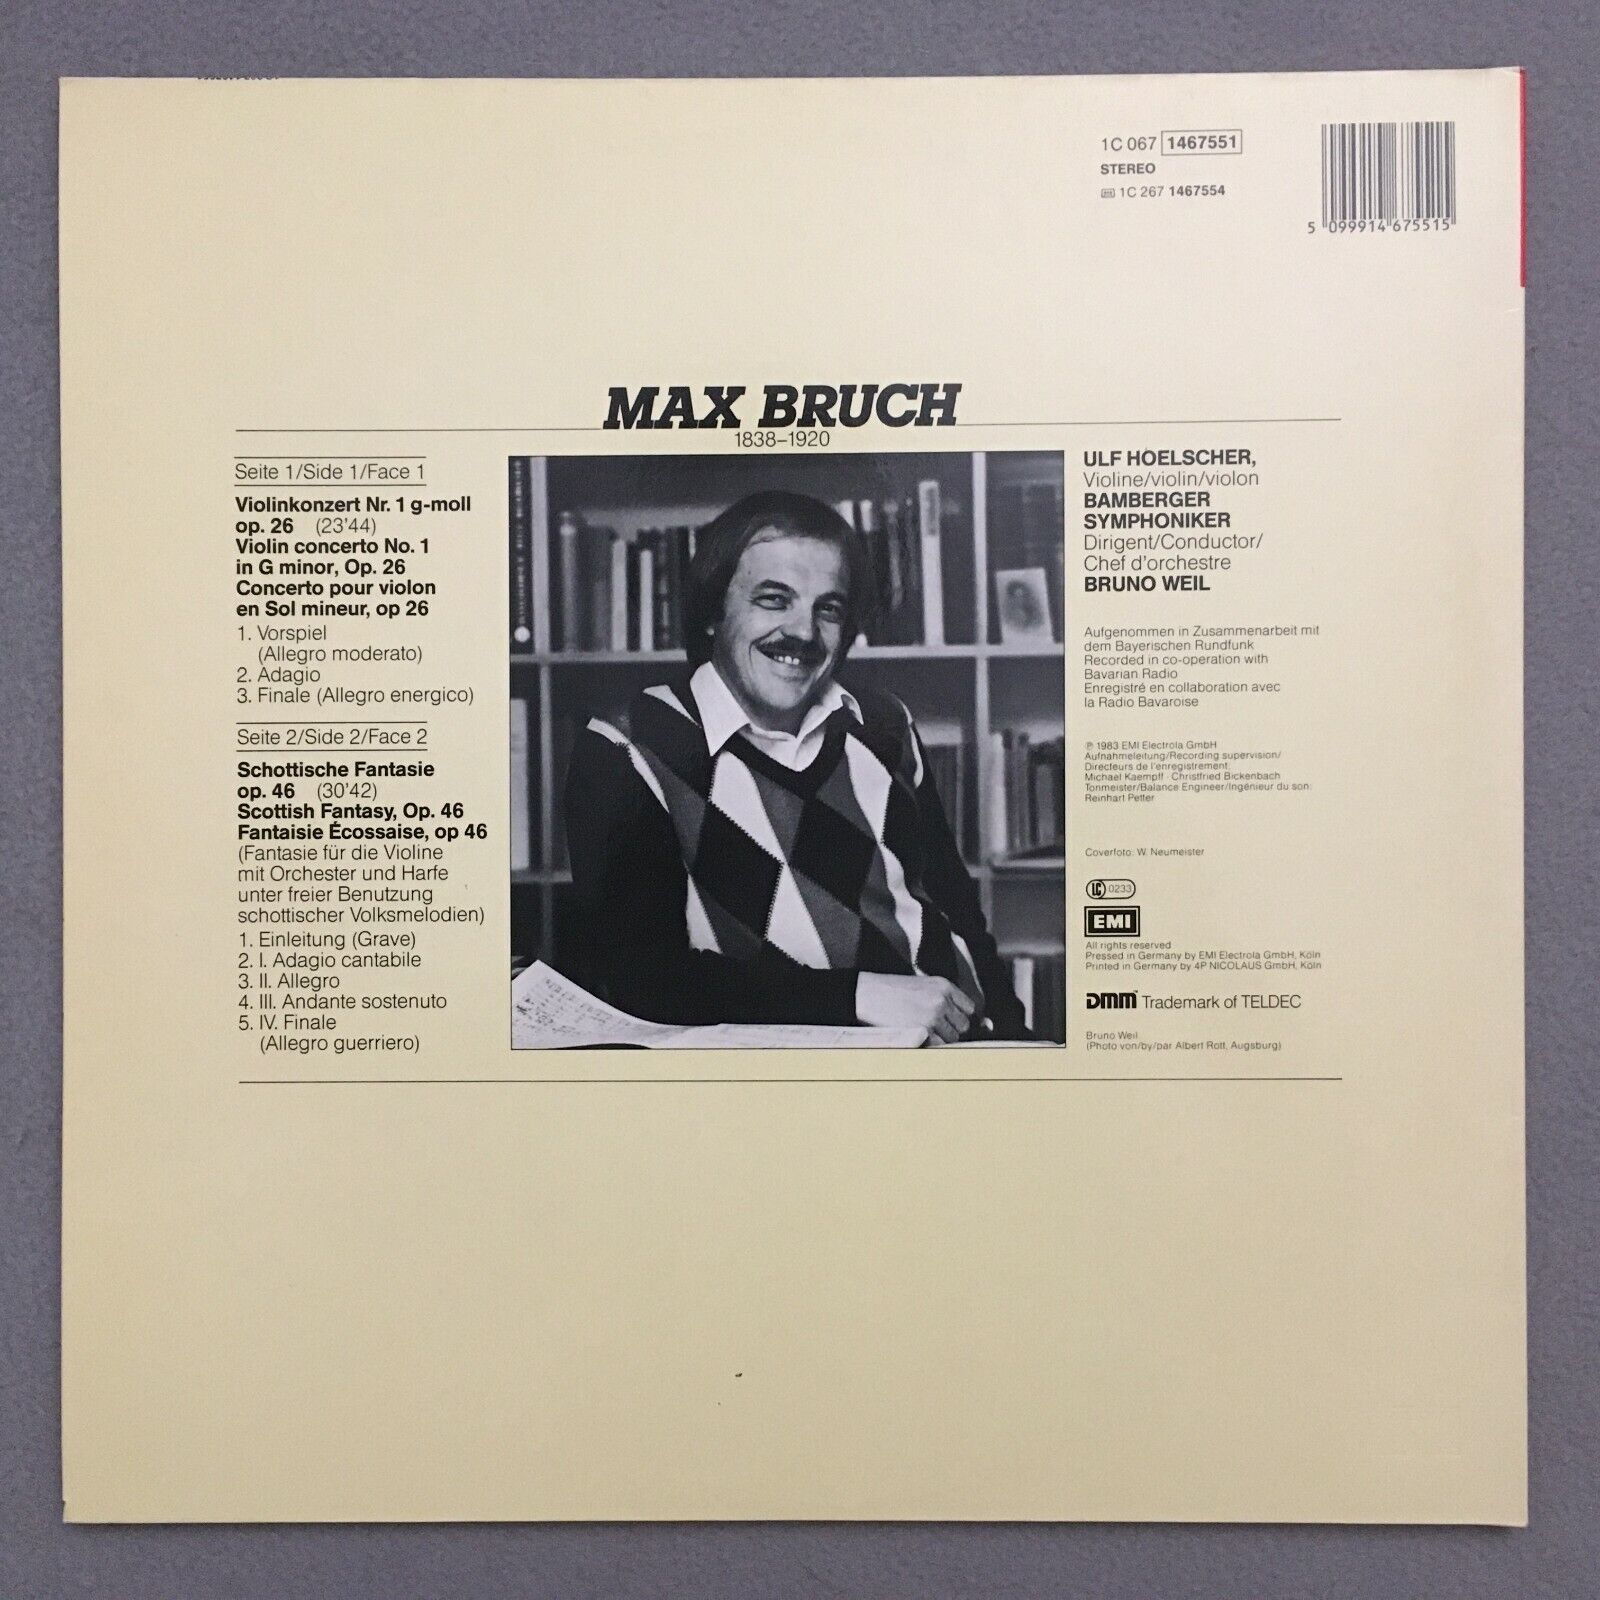 1C 067 1467551
STEREO
1C 267 1467554
5 099914 675515
MAX BRUCH
1838–1920
Seite 1/Side 1/Face 1
Violinkonzert Nr. 1 g-moll
op. 26 (23'44)
Violin concerto No. 1
in G minor, Op. 26
Concerto pour violon
en Sol mineur, op 26
1. Vorspiel
(Allegro moderato)
2. Adagio
3. Finale (Allegro energico)
Seite 2/Side 2/Face 2
Schottische Fantasie
op. 46 (30'42)
Scottish Fantasy, Op. 46
Fantaisie Écossaise, op 46
(Fantasie für die Violine
mit Orchester und Harfe
unter freier Benutzung
schottischer Volksmelodien)
1. Einleitung (Grave)
2. I. Adagio cantabile
3. II. Allegro
4. III. Andante sostenuto
5. IV. Finale
(Allegro guerriero)
ULF HOELSCHER,
Violine/violin/violon
BAMBERGER
SYMPHONIKER
Dirigent/Conductor/
Chef d'orchestre
BRUNO WEIL
Aufgenommen in Zusammenarbeit mit
dem Bayerischen Rundfunk
Recorded in co-operation with
Bavarian Radio
Enregistré en collaboration avec
la Radio Bavaroise
℗ 1983 EMI Electrola GmbH
Aufnahmeleitung/Recording supervision/
Directeurs de l'enregistrement:
Michael Kaempff · Christfried Bickenbach
Tonmeister/Balance Engineer/Ingénieur du son:
Reinhart Petter
Coverfoto: W. Neumeister
LC 0233
EMI
All rights reserved
Pressed in Germany by EMI Electrola GmbH, Köln
Printed in Germany by 4P NICOLAUS GmbH, Köln
DMM™ Trademark of TELDEC
Bruno Weil
(Photo von/by/par Albert Rott, Augsburg)